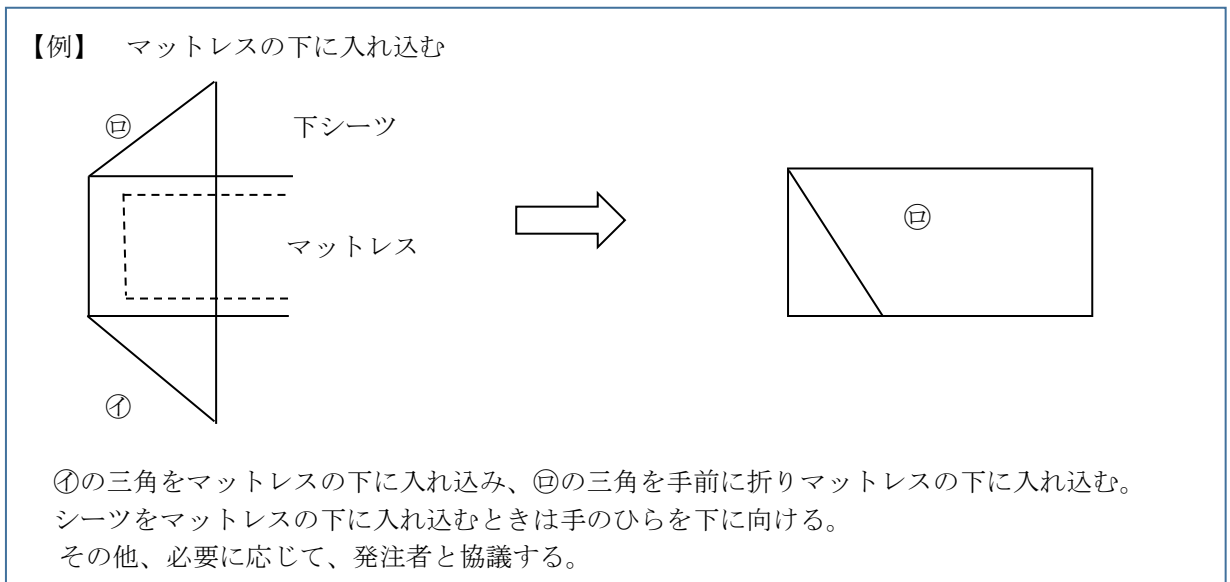 【例】 マットレスの下に入れ込む
㋺
下シーツ
マットレス
㋺
㋑
㋑の三角をマットレスの下に入れ込み、㋺の三角を手前に折りマットレスの下に入れ込む。
シーツをマットレスの下に入れ込むときは手のひらを下に向ける。
その他、必要に応じて、発注者と協議する。